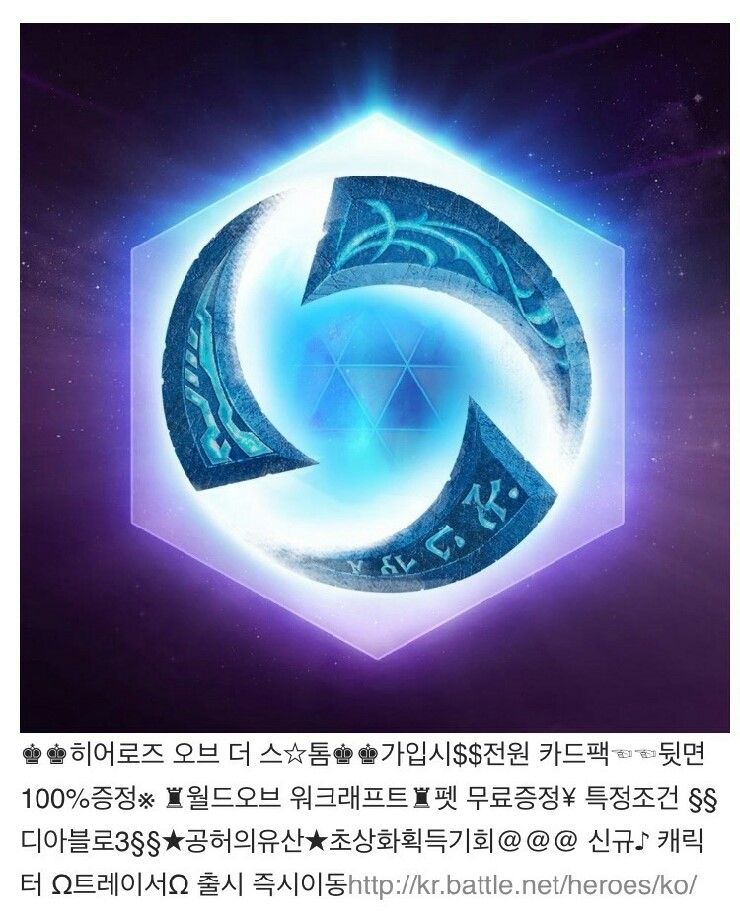 ♚♚히어로즈 오브 더 스☆톰♚♚가입시$$전원 카드팩☜☜뒷면
100%증정※ ♜월드오브 워크래프트♜펫 무료증정¥ 특정조건 §§
디아블로3§§★공허의유산★초상화획득기회@@@ 신규♪ 캐릭
터 Ω트레이서Ω 출시 즉시이동http://kr.battle.net/heroes/ko/